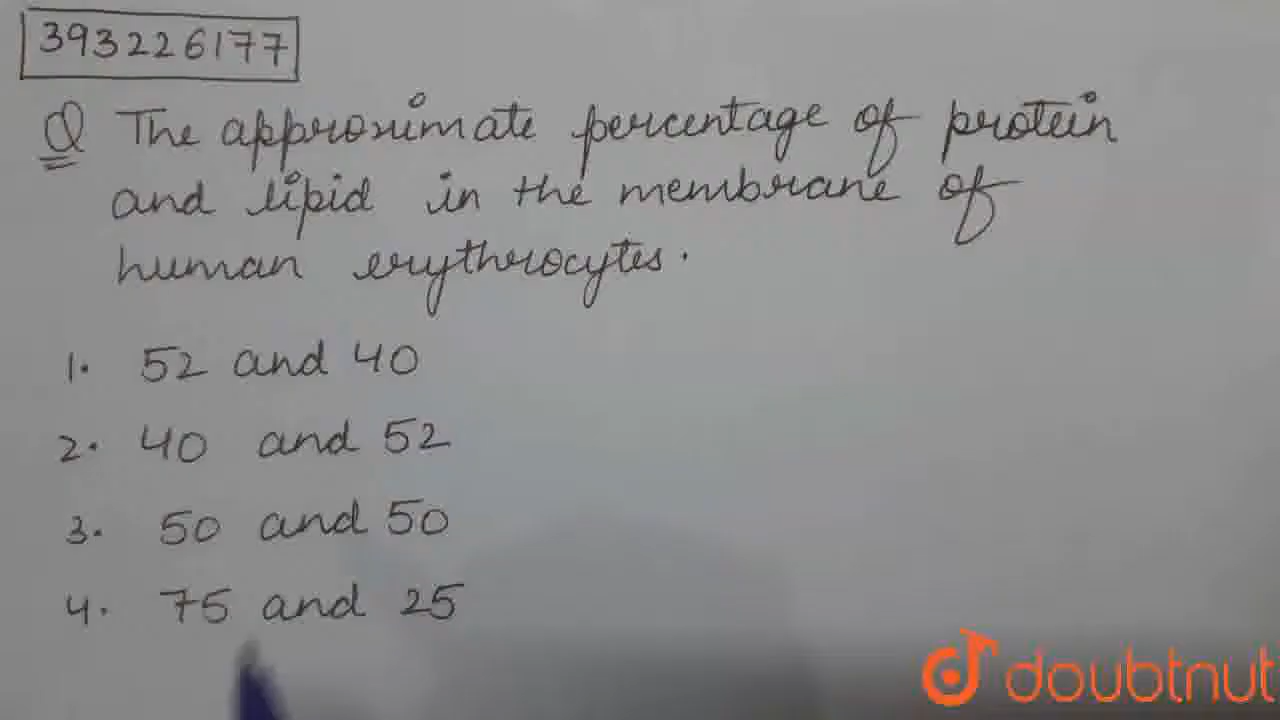 393226177
Q The approximate percentage of protein
and lipid in the membrane of
human erythrocytes.
1. 52 and 40
2. 40 and 52
3. 50 and 50
4. 75 and 25
doubtnut